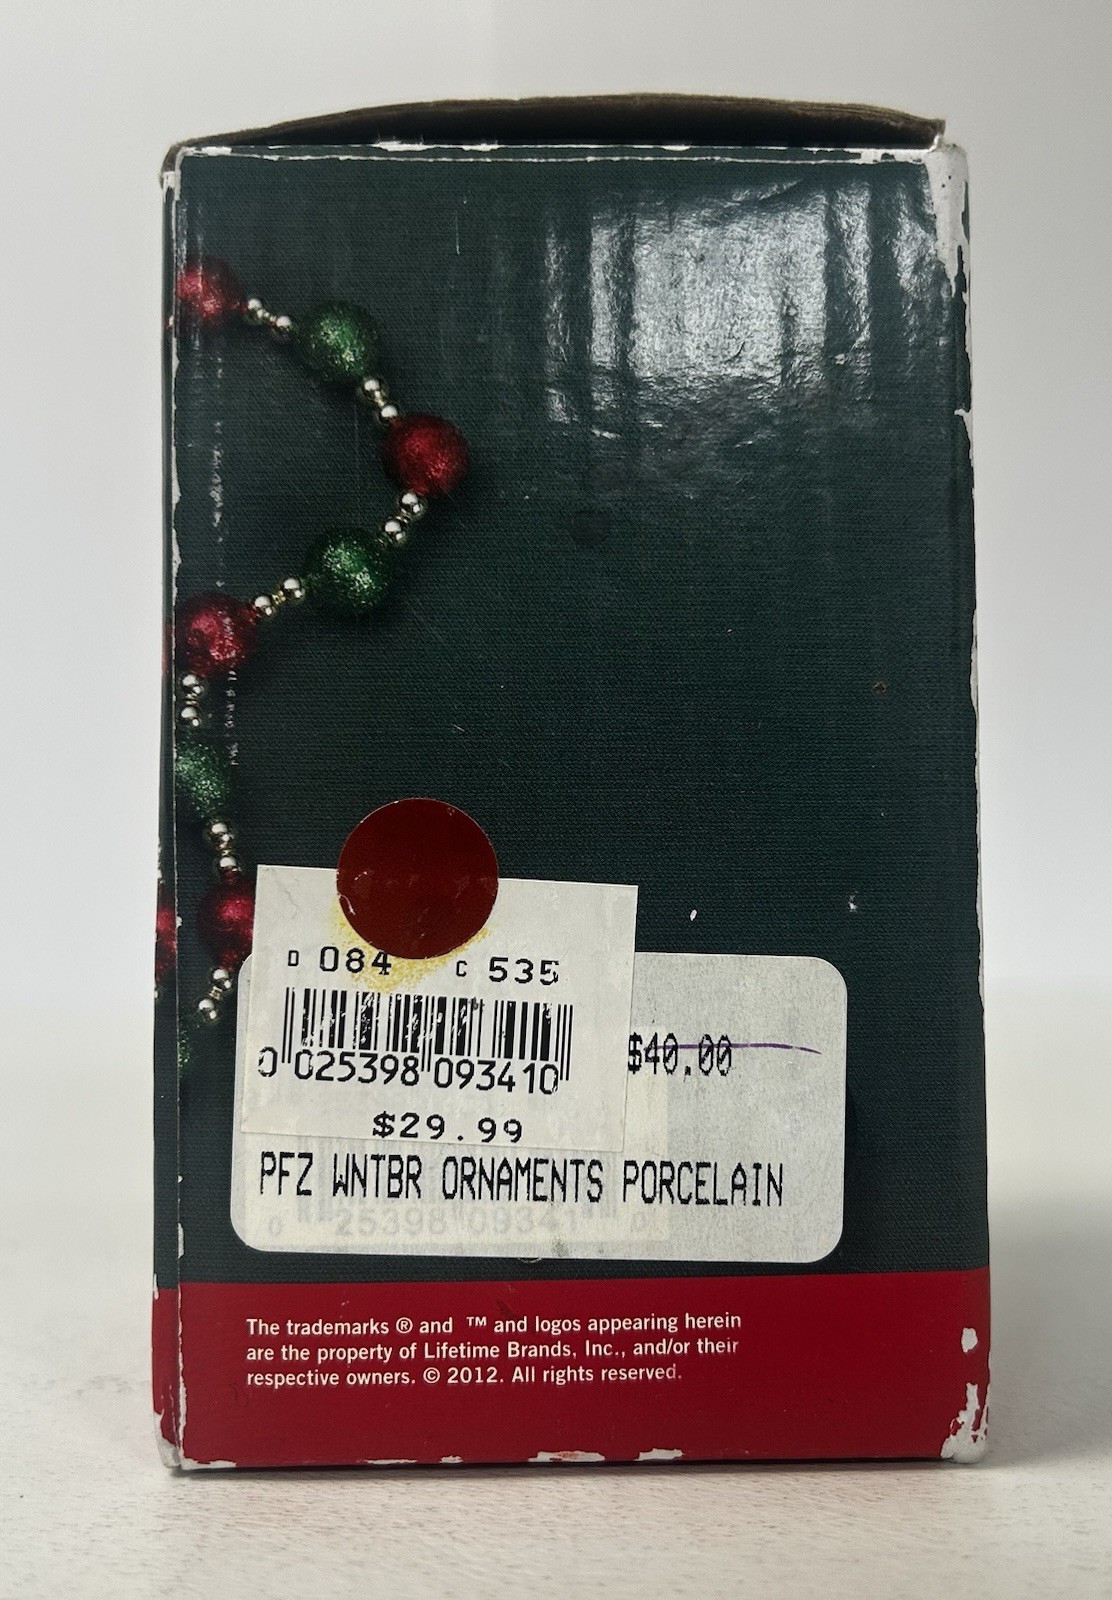 D 084 C 535
0 025398 093410
$40.00
$29.99
PFZ WNTBR ORNAMENTS PORCELAIN
0 25398 09341 0
The trademarks ® and ™ and logos appearing herein
are the property of Lifetime Brands, Inc., and/or their
respective owners. © 2012. All rights reserved.